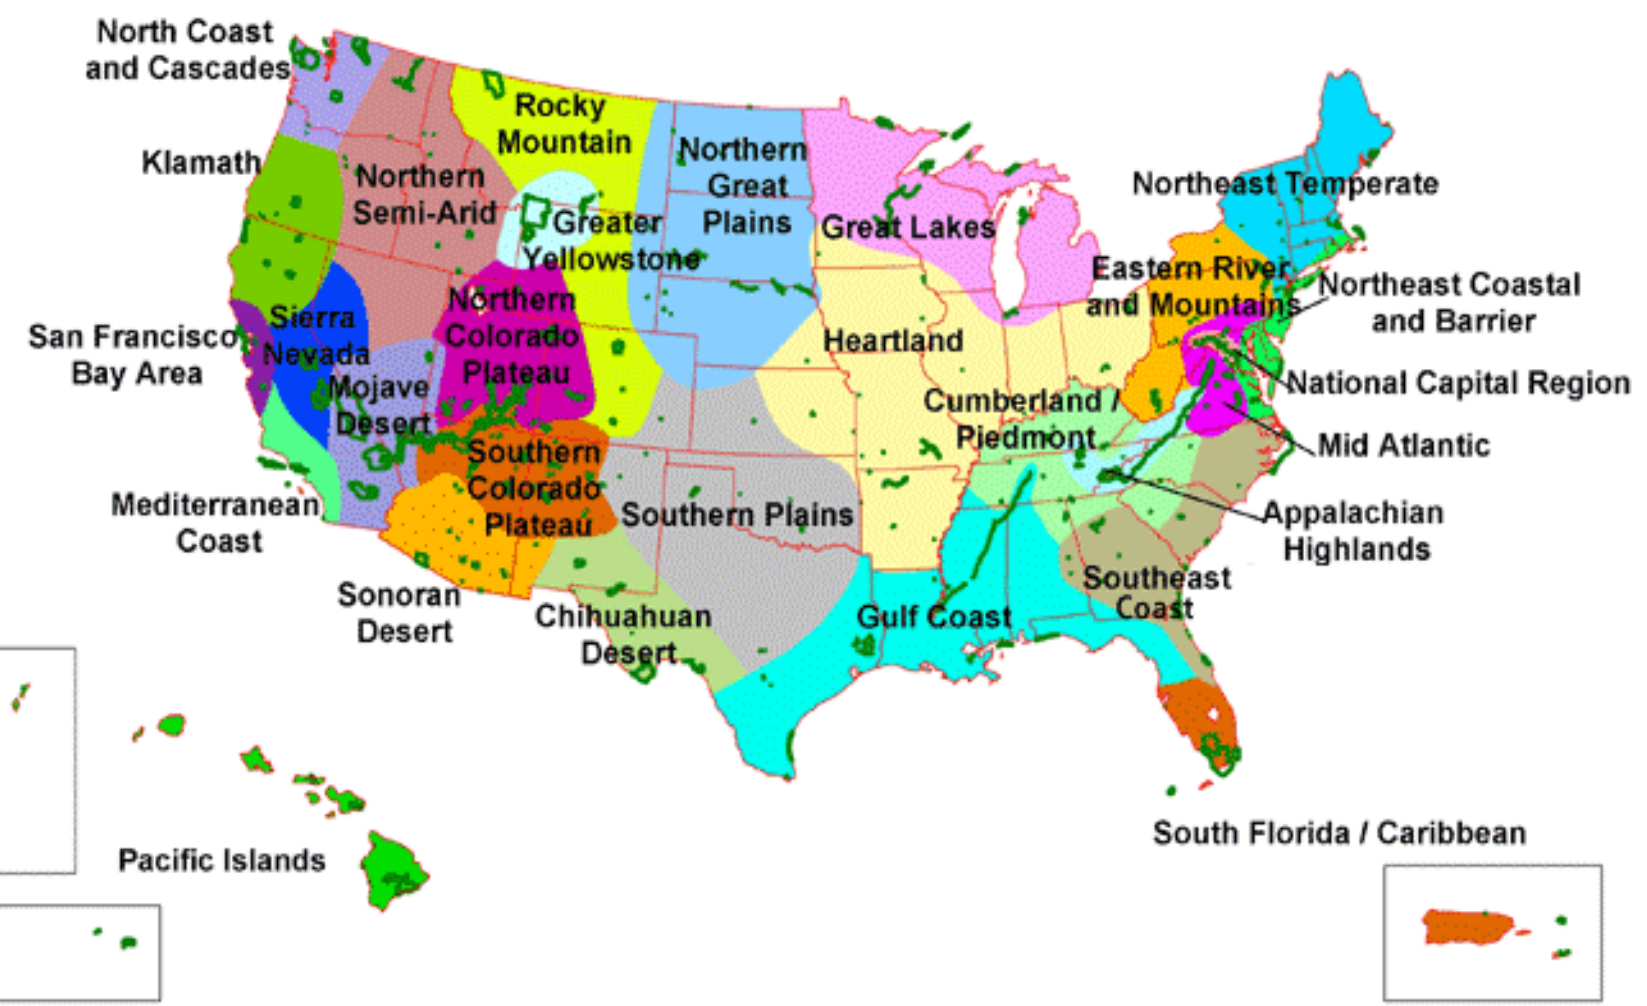 North Coast
and Cascades
Rocky
Mountain
Klamath
Northern
Semi-Arid
Northern
Great
Plains
Greater
Yellowstone
Great Lakes
Northeast Temperate
Eastern River
and Mountains
Northeast Coastal
and Barrier
San Francisco
Bay Area
Sierra
Nevada
Northern
Colorado
Plateau
Heartland
Mojave
Desert
Cumberland /
Piedmont
National Capital Region
Mid Atlantic
Mediterranean
Coast
Southern
Colorado
Plateau
Southern Plains
Appalachian
Highlands
Sonoran
Desert
Chihuahuan
Desert
Gulf Coast
Southeast
Coast
Pacific Islands
South Florida / Caribbean